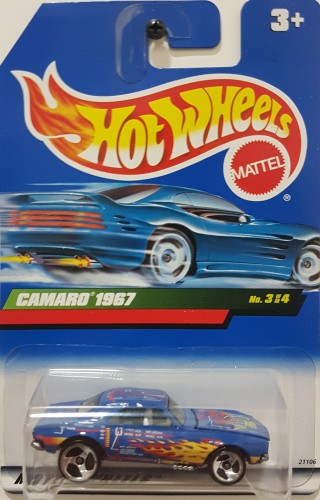 3+
HOT WHEELS
MATTEL
®
CAMARO® 1967
No. 3 OF 4
21106